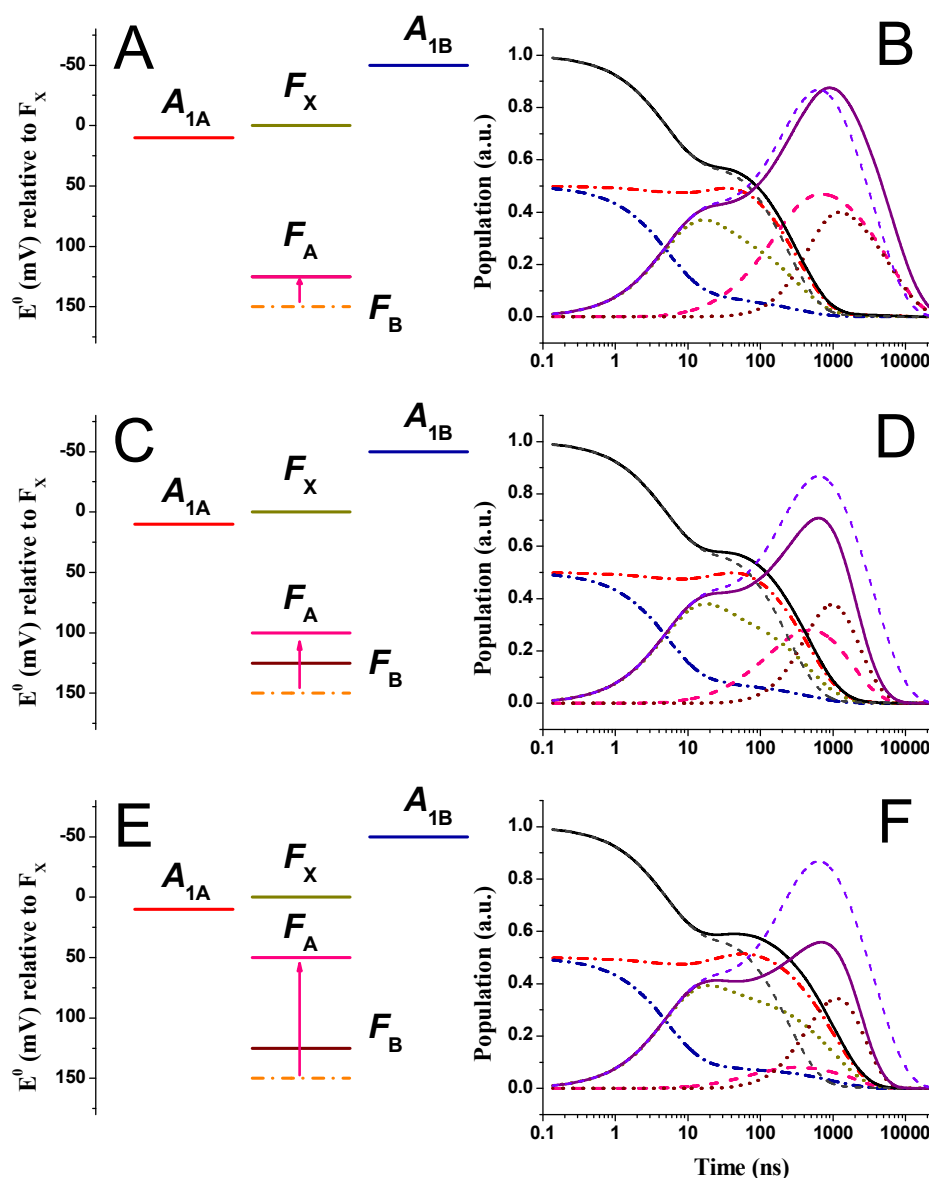 A
E⁰ (mV) relative to Fₓ
-50
0
50
100
150
A1A
FX
A1B
FA
FB
B
Population (a.u.)
1.0
0.8
0.6
0.4
0.2
0.0
0.1 1 10 100 1000 10000
C
E⁰ (mV) relative to Fₓ
-50
0
50
100
150
A1A
FX
A1B
FA
FB
D
Population (a.u.)
1.0
0.8
0.6
0.4
0.2
0.0
0.1 1 10 100 1000 10000
E
E⁰ (mV) relative to Fₓ
-50
0
50
100
150
A1A
FX
A1B
FA
FB
F
Population (a.u.)
1.0
0.8
0.6
0.4
0.2
0.0
0.1 1 10 100 1000 10000
Time (ns)